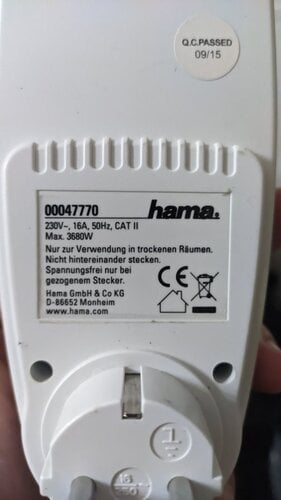 Q.C.PASSED
09/15
00047770 hama.
230V~, 16A, 50Hz, CAT II
Max. 3680W
Nur zur Verwendung in trockenen Räumen.
Nicht hintereinander stecken.
Spannungsfrei nur bei
gezogenem Stecker.
Hama GmbH & Co KG
D-86652 Monheim
www.hama.com
CE